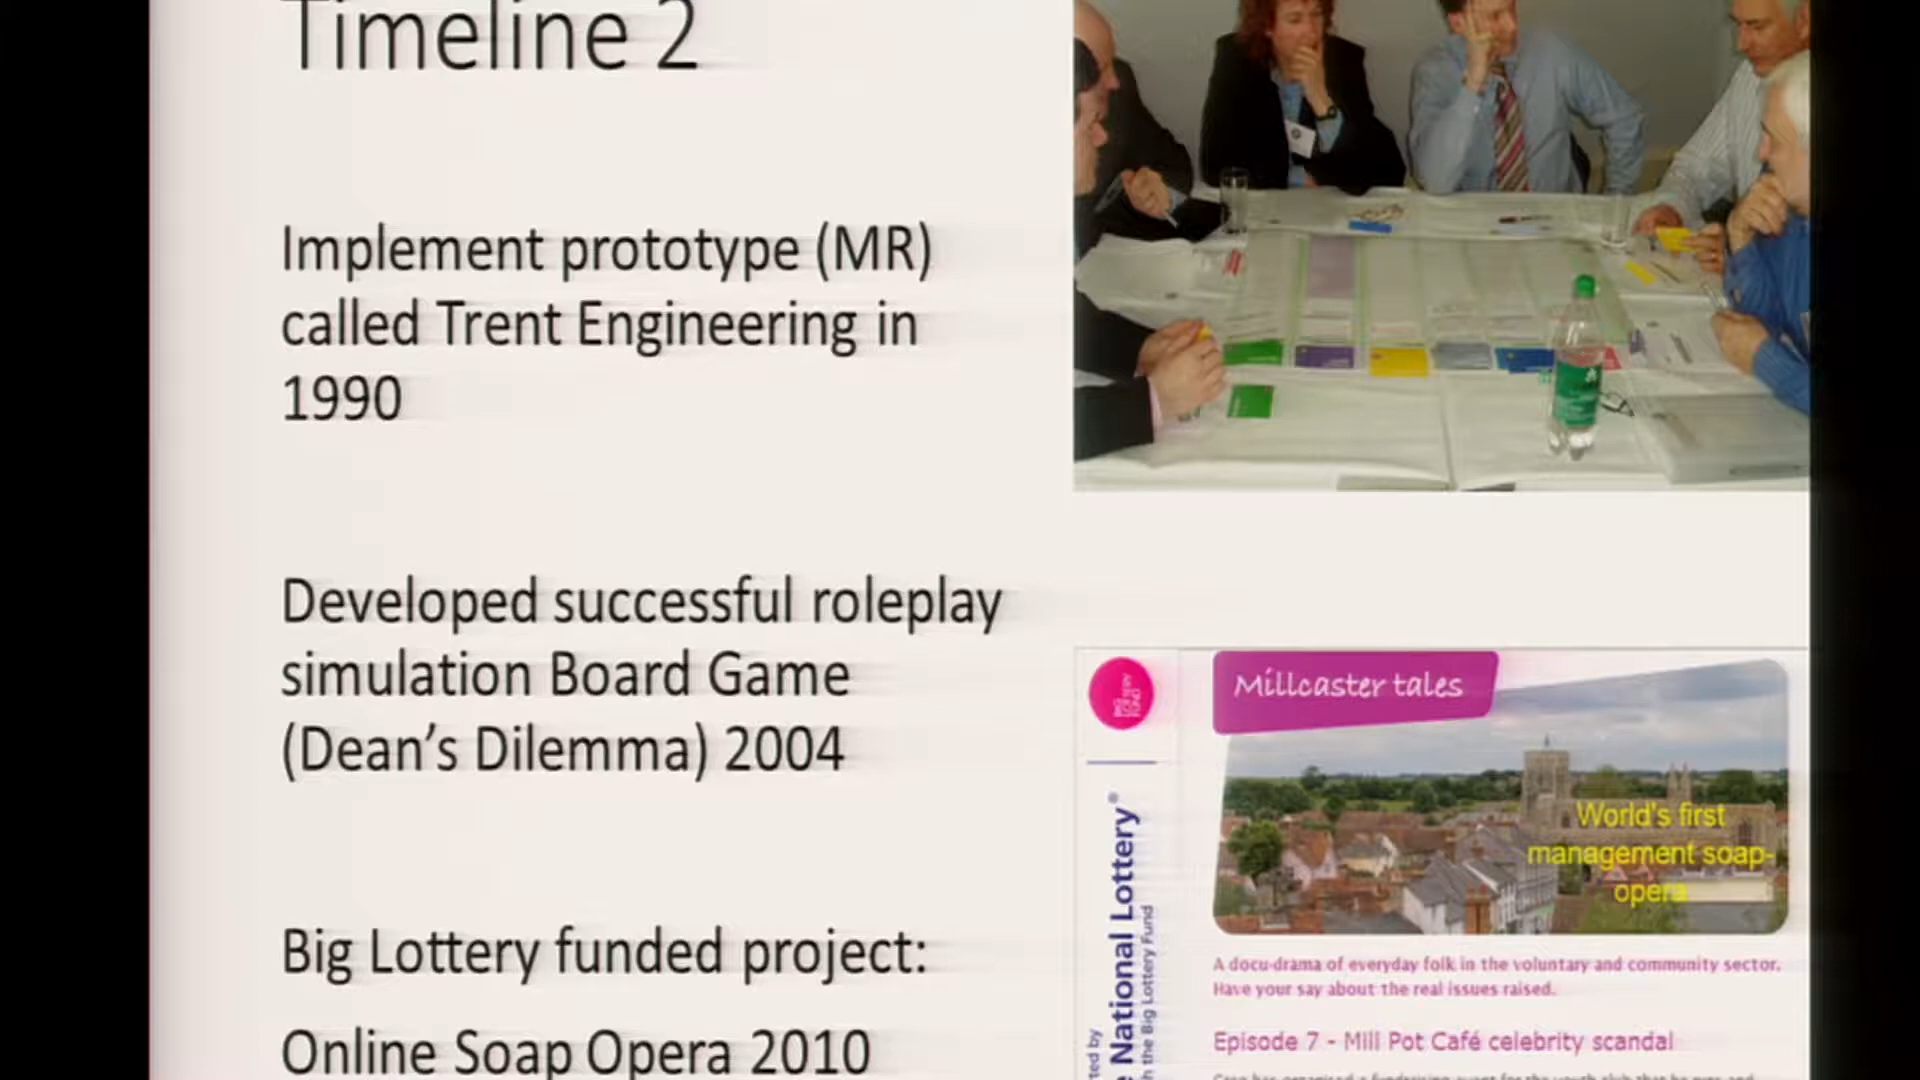 Timeline 2
Implement prototype (MR)
called Trent Engineering in
1990
Developed successful roleplay
simulation Board Game
(Dean’s Dilemma) 2004
Big Lottery funded project:
Online Soap Opera 2010
BIG
LOTTERY
FUND
National Lottery®
the Big Lottery Fund
Millcaster tales
World's first
management soap-
opera
A docu-drama of everyday folk in the voluntary and community sector.
Have your say about the real issues raised.
Episode 7 - Mill Pot Café celebrity scandal